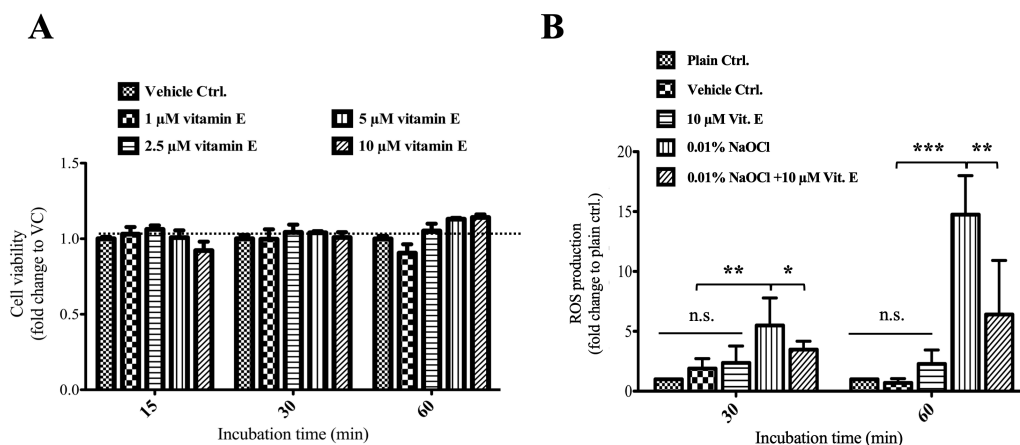 A
Vehicle Ctrl.
1 µM vitamin E
5 µM vitamin E
2.5 µM vitamin E
10 µM vitamin E
Cell viability
(fold change to VC)
1.5
1.0
0.5
0.0
15
30
60
Incubation time (min)
B
Plain Ctrl.
Vehicle Ctrl.
10 µM Vit. E
0.01% NaOCl
0.01% NaOCl +10 µM Vit. E
ROS production
(fold change to plain ctrl.)
20
15
10
5
0
n.s.
**
*
n.s.
***
**
30
60
Incubation time (min)